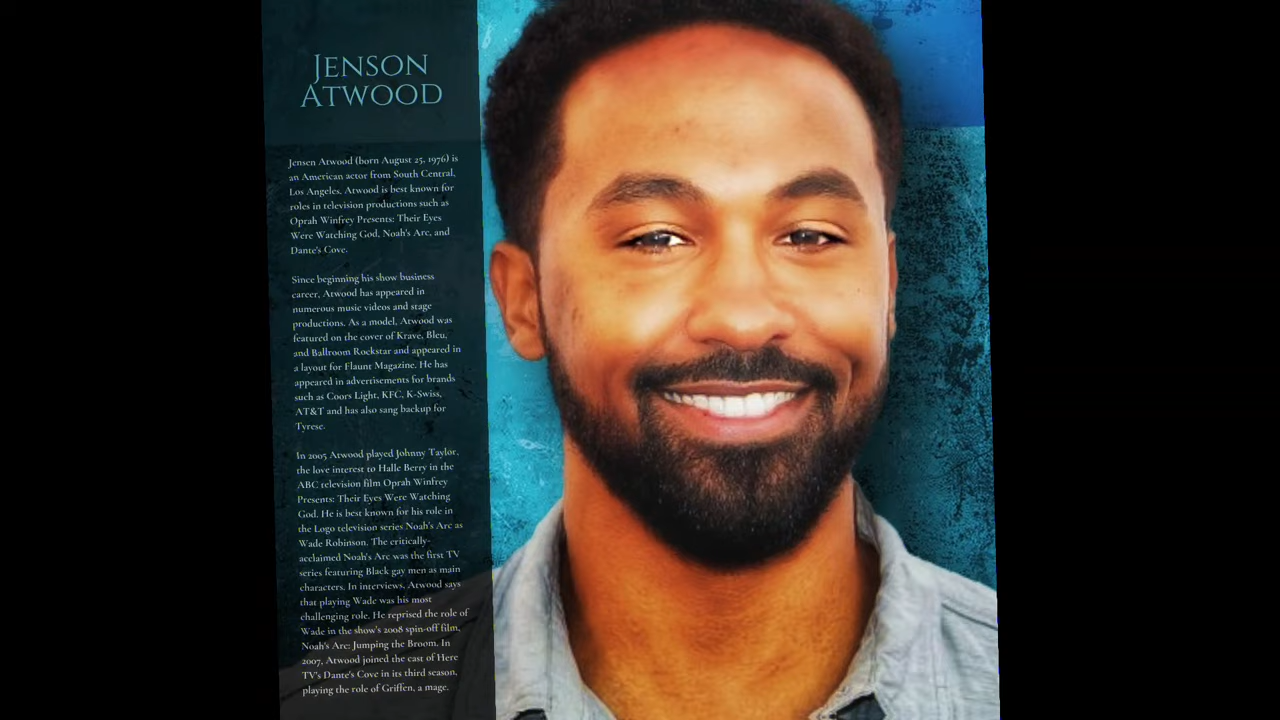 JENSON
ATWOOD
Jensen Atwood (born August 25, 1976) is
an American actor from South Central,
Los Angeles. Atwood is best known for
roles in television productions such as
Oprah Winfrey Presents: Their Eyes
Were Watching God, Noah's Arc, and
Dante's Cove.
Since beginning his show business
career, Atwood has appeared in
numerous music videos and stage
productions. As a model, Atwood was
featured on the cover of Krave, Bleu,
and Ballroom Rockstar and appeared in
a layout for Flaunt Magazine. He has
appeared in advertisements for brands
such as Coors Light, KFC, K-Swiss,
AT&T and has also sang backup for
Tyrese.
In 2005 Atwood played Johnny Taylor,
the love interest to Halle Berry in the
ABC television film Oprah Winfrey
Presents: Their Eyes Were Watching
God. He is best known for his role in
the Logo television series Noah's Arc as
Wade Robinson. The critically-
acclaimed Noah's Arc was the first TV
series featuring Black gay men as main
characters. In interviews, Atwood says
that playing Wade was his most
challenging role. He reprised the role of
Wade in the show's 2008 spin-off film,
Noah's Arc: Jumping the Broom. In
2007, Atwood joined the cast of Here
TV's Dante's Cove in its third season,
playing the role of Griffen, a mage.